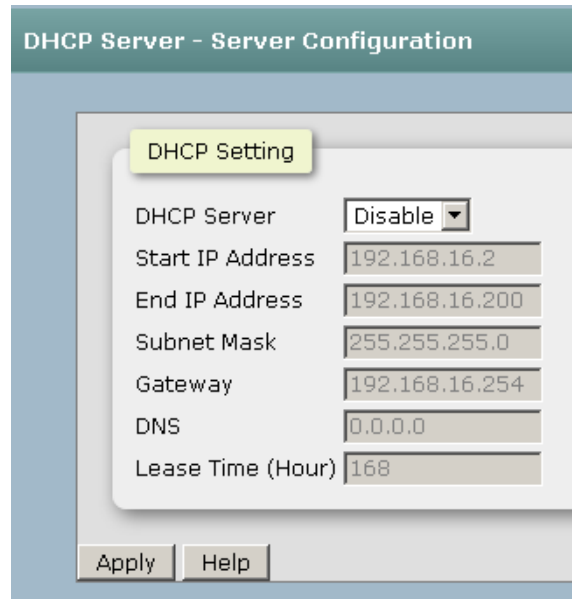 DHCP Server - Server Configuration
DHCP Setting
DHCP Server Disable
Start IP Address 192.168.16.2
End IP Address 192.168.16.200
Subnet Mask 255.255.255.0
Gateway 192.168.16.254
DNS 0.0.0.0
Lease Time (Hour) 168
Apply Help